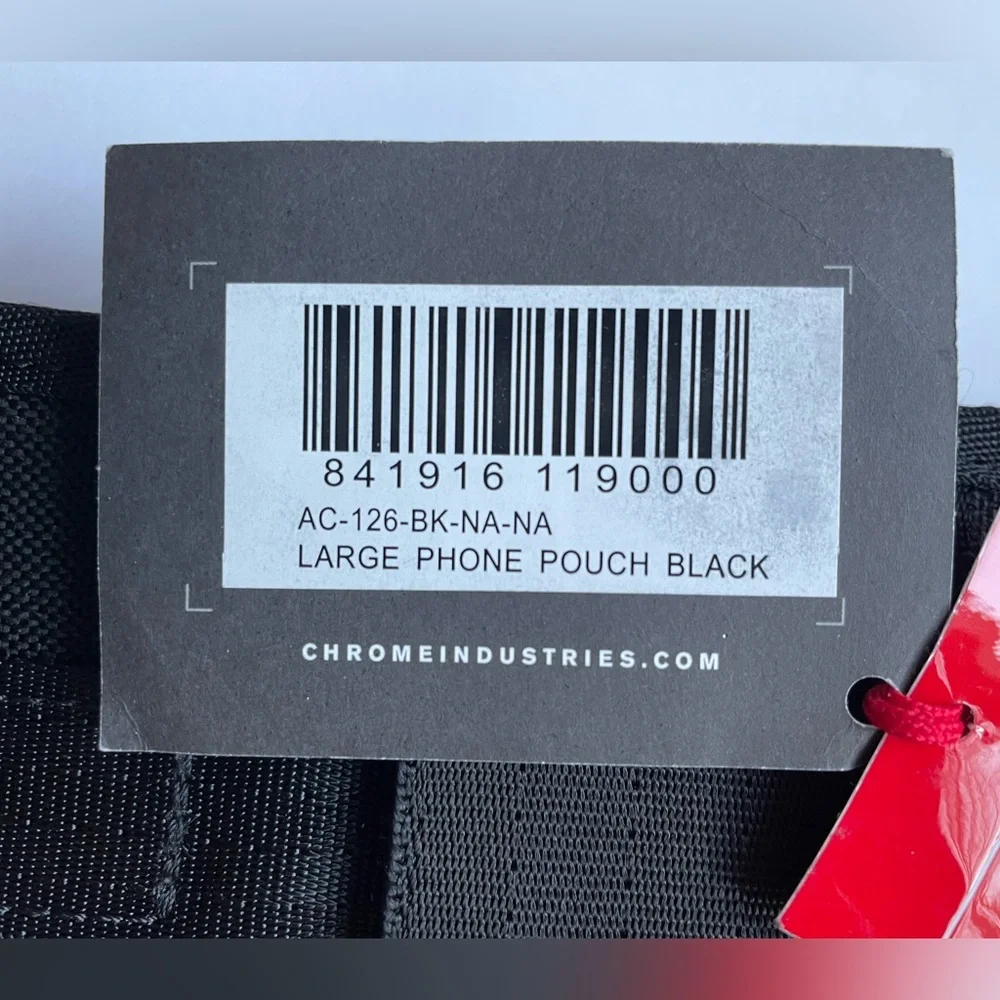 841916 119000
AC-126-BK-NA-NA
LARGE PHONE POUCH BLACK
CHROMEINDUSTRIES.COM